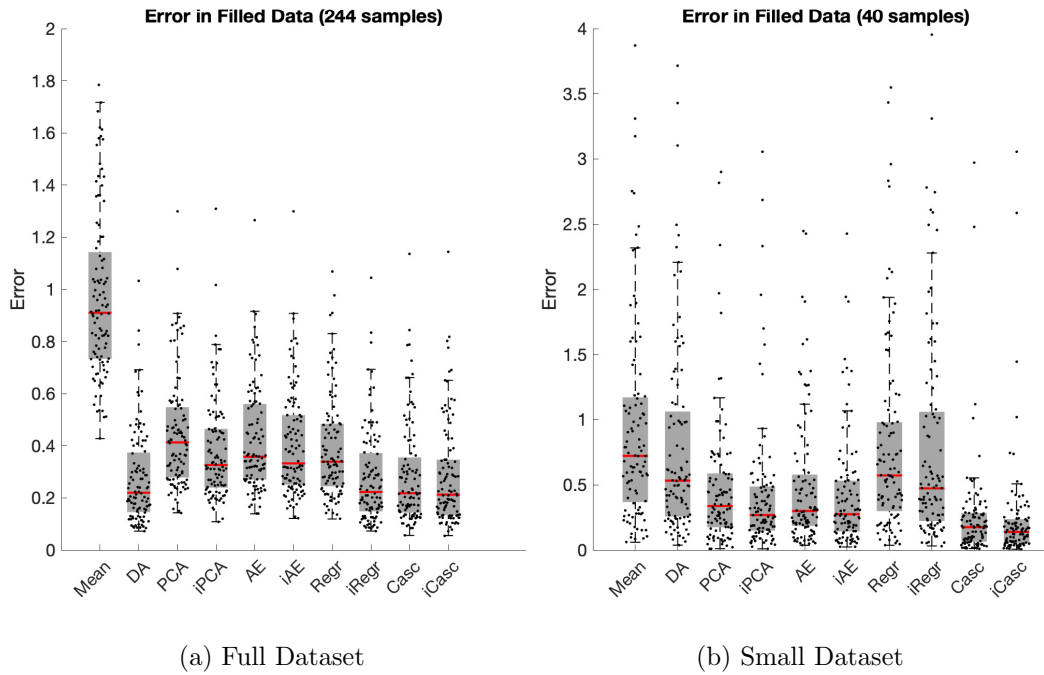 Error in Filled Data (244 samples)
2
1.8
1.6
1.4
1.2
1
0.8
0.6
0.4
0.2
0
Error
Mean
DA
PCA
iPCA
AE
iAE
Regr
iRegr
Casc
iCasc
(a) Full Dataset
Error in Filled Data (40 samples)
4
3.5
3
2.5
2
1.5
1
0.5
0
Error
Mean
DA
PCA
iPCA
AE
iAE
Regr
iRegr
Casc
iCasc
(b) Small Dataset